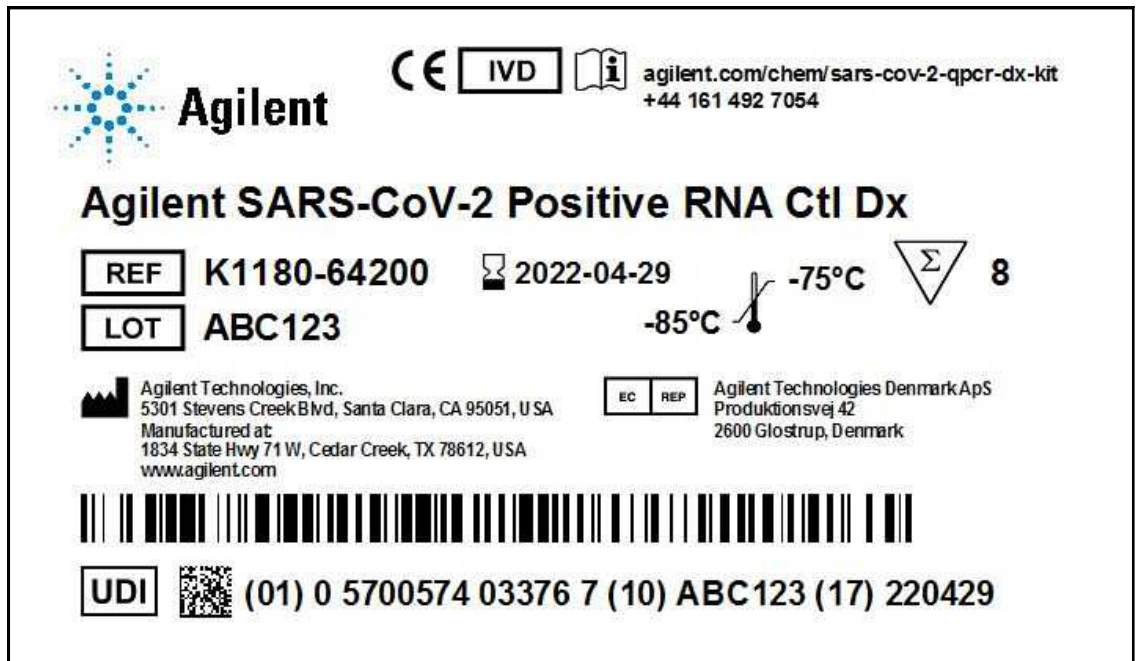 Agilent
CE IVD i agilent.com/chem/sars-cov-2-qpcr-dx-kit
+44 161 492 7054
Agilent SARS-CoV-2 Positive RNA Ctl Dx
REF K1180-64200 2022-04-29 -75°C Σ 8
LOT ABC123 -85°C
Agilent Technologies, Inc.
5301 Stevens Creek Blvd, Santa Clara, CA 95051, USA
Manufactured at:
1834 State Hwy 71 W, Cedar Creek, TX 78612, USA
www.agilent.com
EC REP Agilent Technologies Denmark ApS
Produktionsvej 42
2600 Glostrup, Denmark
UDI (01) 0 5700574 03376 7 (10) ABC123 (17) 220429